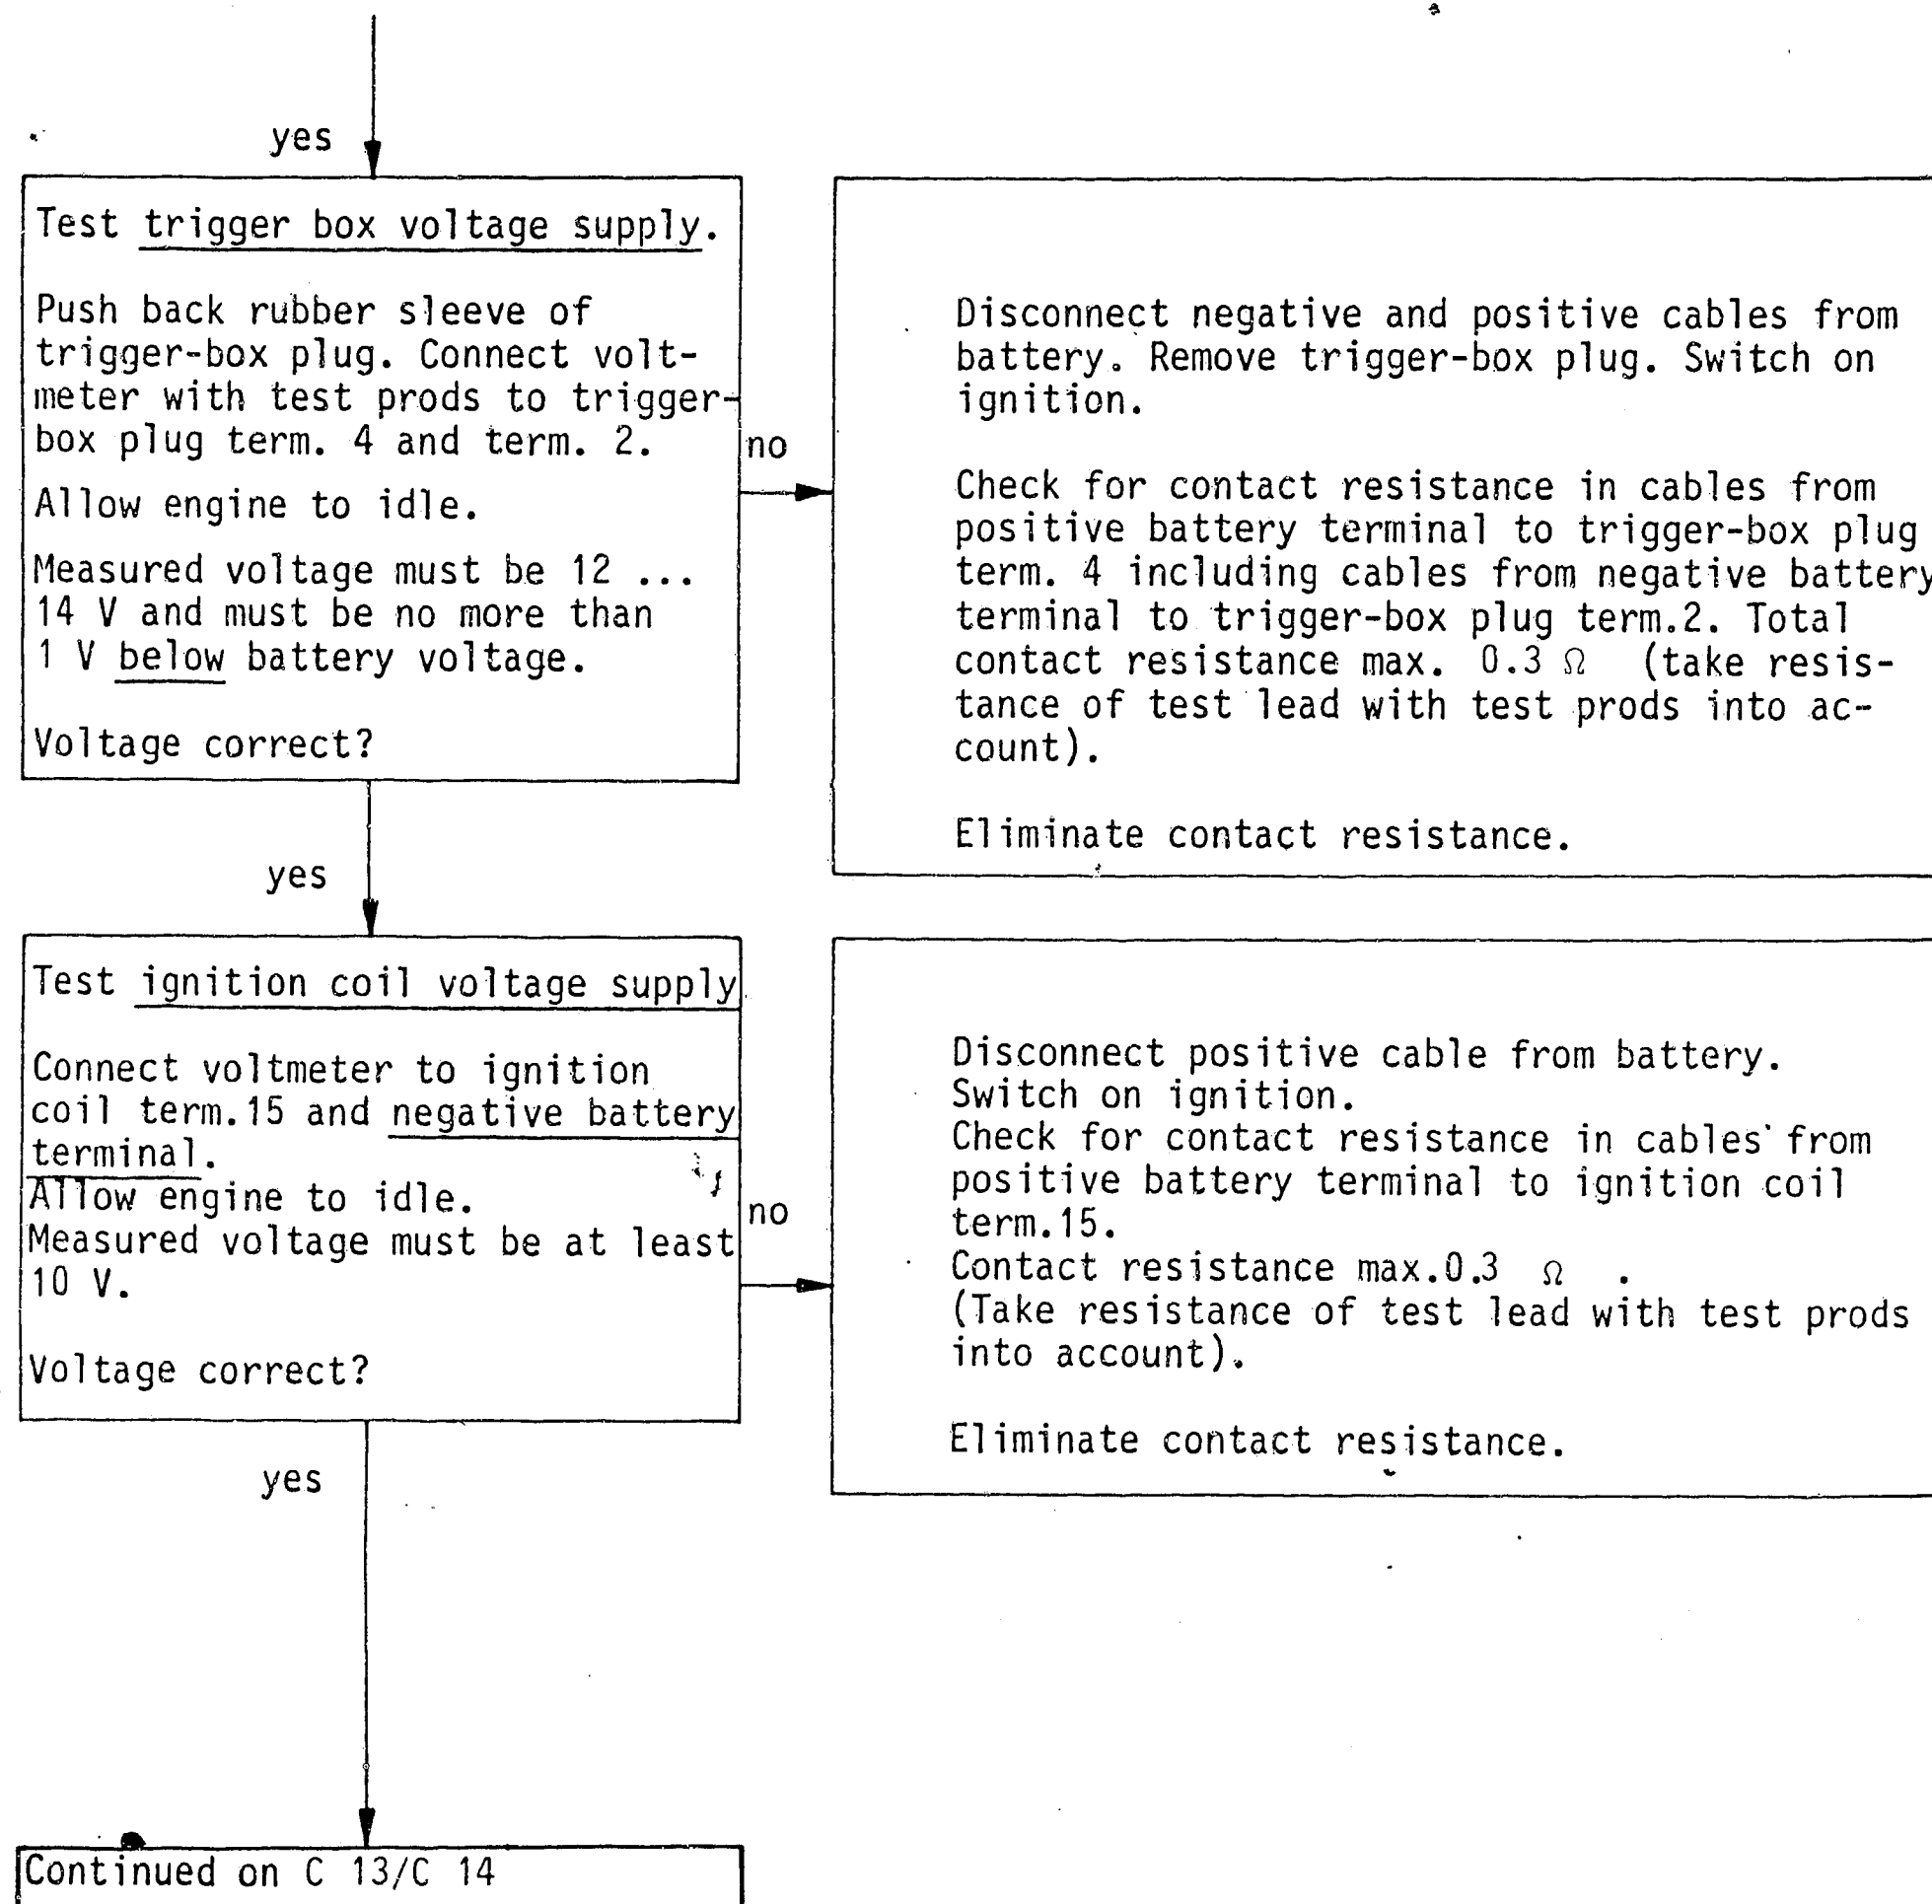 yes
Test trigger box voltage supply.
Push back rubber sleeve of
trigger-box plug. Connect volt-
meter with test prods to trigger-
box plug term. 4 and term. 2.
Allow engine to idle.
Measured voltage must be 12 ...
14 V and must be no more than
1 V below battery voltage.
Voltage correct?
no
Disconnect negative and positive cables from
battery. Remove trigger-box plug. Switch on
ignition.
Check for contact resistance in cables from
positive battery terminal to trigger-box plug
term. 4 including cables from negative battery
terminal to trigger-box plug term.2. Total
contact resistance max. 0.3 Ω (take resis-
tance of test lead with test prods into ac-
count).
Eliminate contact resistance.
yes
Test ignition coil voltage supply.
Connect voltmeter to ignition
coil term.15 and negative battery
terminal.
Allow engine to idle.
Measured voltage must be at least
10 V.
Voltage correct?
no
Disconnect positive cable from battery.
Switch on ignition.
Check for contact resistance in cables from
positive battery terminal to ignition coil
term.15.
Contact resistance max.0.3 Ω .
(Take resistance of test lead with test prods
into account).
Eliminate contact resistance.
yes
Continued on C 13/C 14